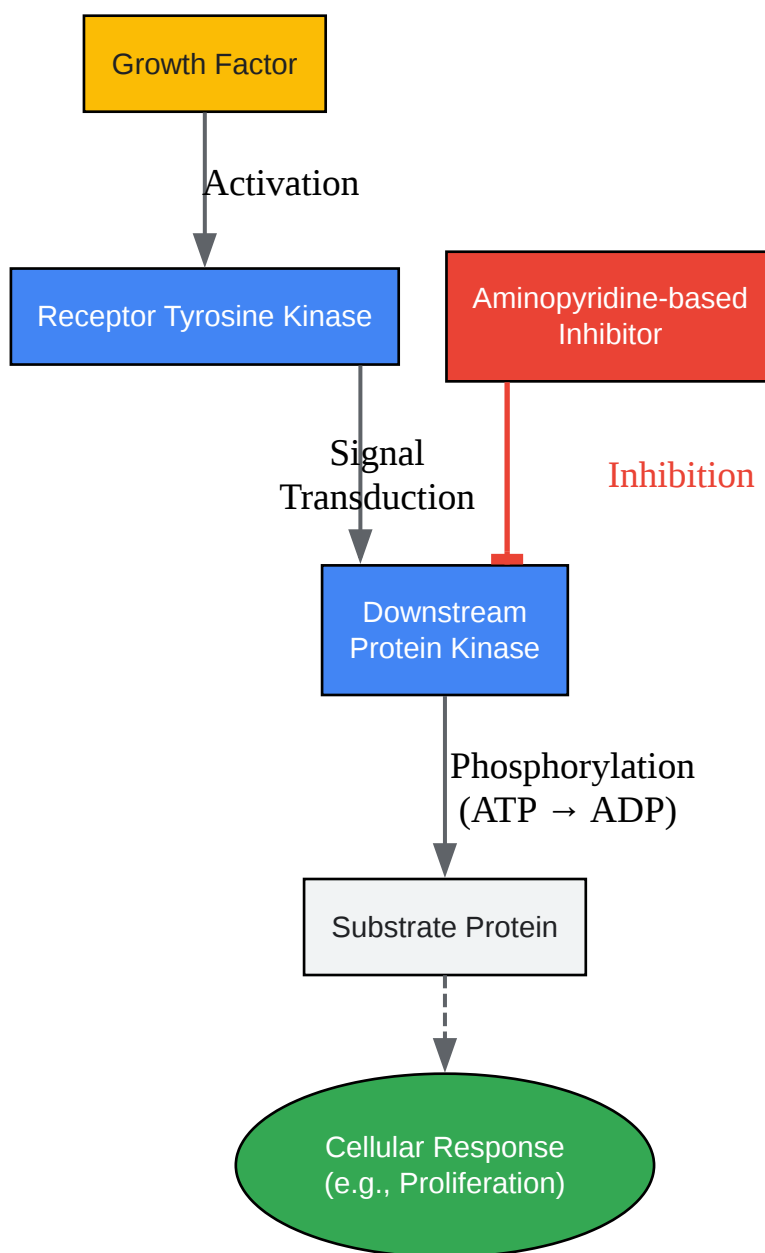 Growth Factor
Activation
Receptor Tyrosine Kinase
Aminopyridine-based
Inhibitor
Signal
Transduction
Inhibition
Downstream
Protein Kinase
Phosphorylation
(ATP → ADP)
Substrate Protein
Cellular Response
(e.g., Proliferation)